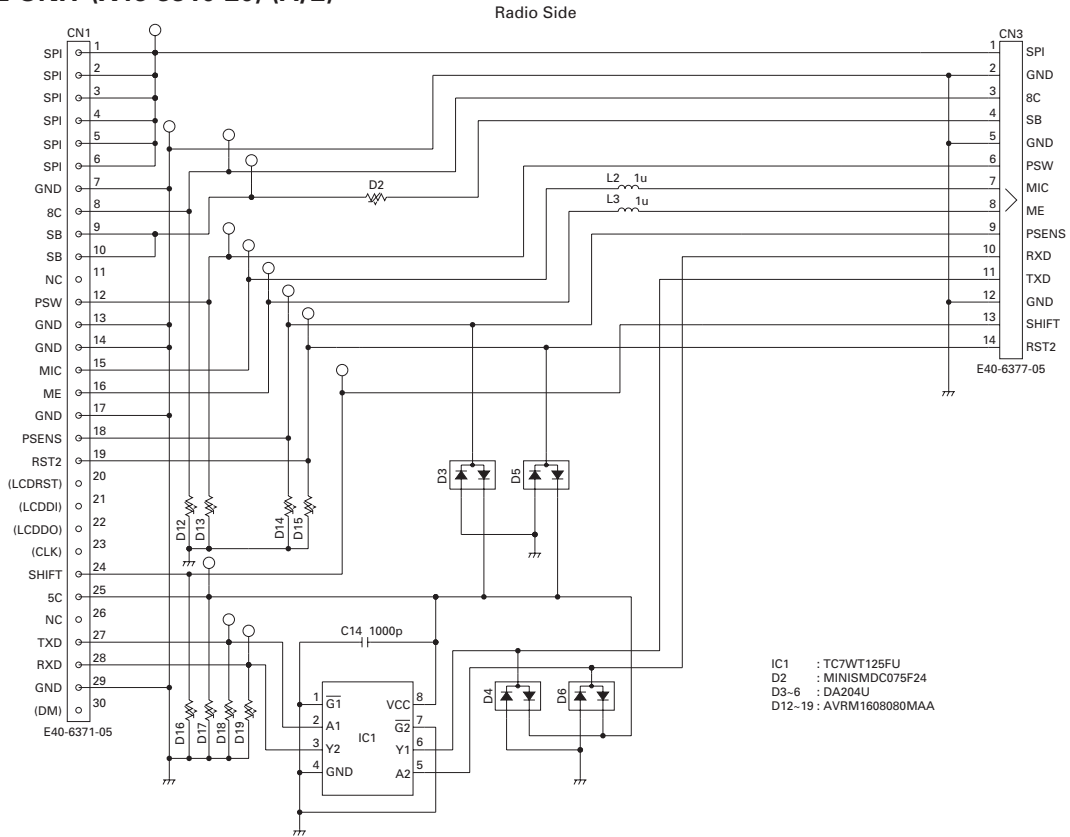 Radio Side
CN1
SPI 1
SPI 2
SPI 3
SPI 4
SPI 5
SPI 6
GND 7
8C 8
SB 9
SB 10
NC 11
PSW 12
GND 13
GND 14
MIC 15
ME 16
GND 17
PSENS 18
RST2 19
(LCDRST) 20
(LCDDI) 21
(LCDDO) 22
(CLK) 23
SHIFT 24
5C 25
NC 26
TXD 27
RXD 28
GND 29
(DM) 30
E40-6371-05
CN3
1 SPI
2 GND
3 8C
4 SB
5 GND
6 PSW
7 MIC
8 ME
9 PSENS
10 RXD
11 TXD
12 GND
13 SHIFT
14 RST2
E40-6377-05
D2
L2 1u
L3 1u
D3
D5
D12
D13
D14
D15
C14 1000p
D16
D17
D18
D19
1 G1
2 A1
3 Y2
4 GND
IC1
VCC 8
G2 7
Y1 6
A2 5
D4
D6
IC1 : TC7WT125FU
D2 : MINISMDC075F24
D3~6 : DA204U
D12~19 : AVRM1608080MAA